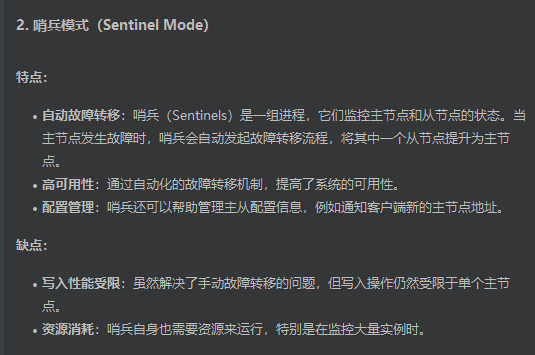 2. 哨兵模式（Sentinel Mode）
特点：
• 自动故障转移：哨兵（Sentinels）是一组进程，它们监控主节点和从节点的状态。当
主节点发生故障时，哨兵会自动发起故障转移流程，将其中一个从节点提升为主节
点。
• 高可用性：通过自动化的故障转移机制，提高了系统的可用性。
• 配置管理：哨兵还可以帮助管理主从配置信息，例如通知客户端新的主节点地址。
缺点：
• 写入性能受限：虽然解决了手动故障转移的问题，但写入操作仍然受限于单个主节
点。
• 资源消耗：哨兵自身也需要资源来运行，特别是在监控大量实例时。